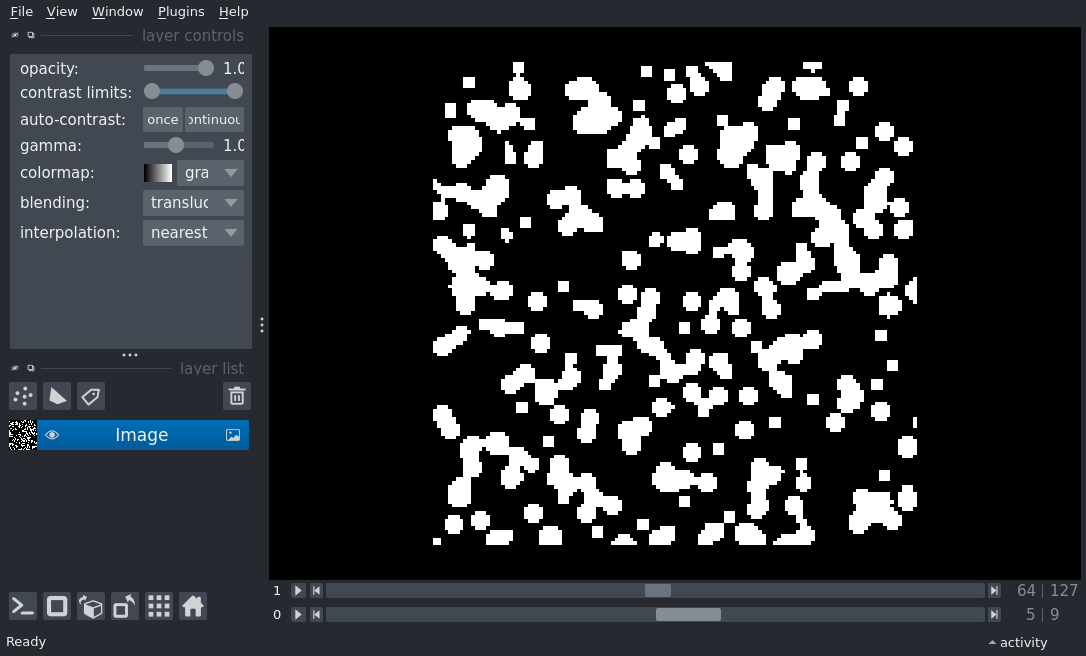 File View Window Plugins Help
layer controls
opacity: 1.0
contrast limits:
auto-contrast: once ontinuou
gamma: 1.0
colormap: gra
blending: transluc
interpolation: nearest
layer list
Image
1 64 | 127
0 5 | 9
Ready activity